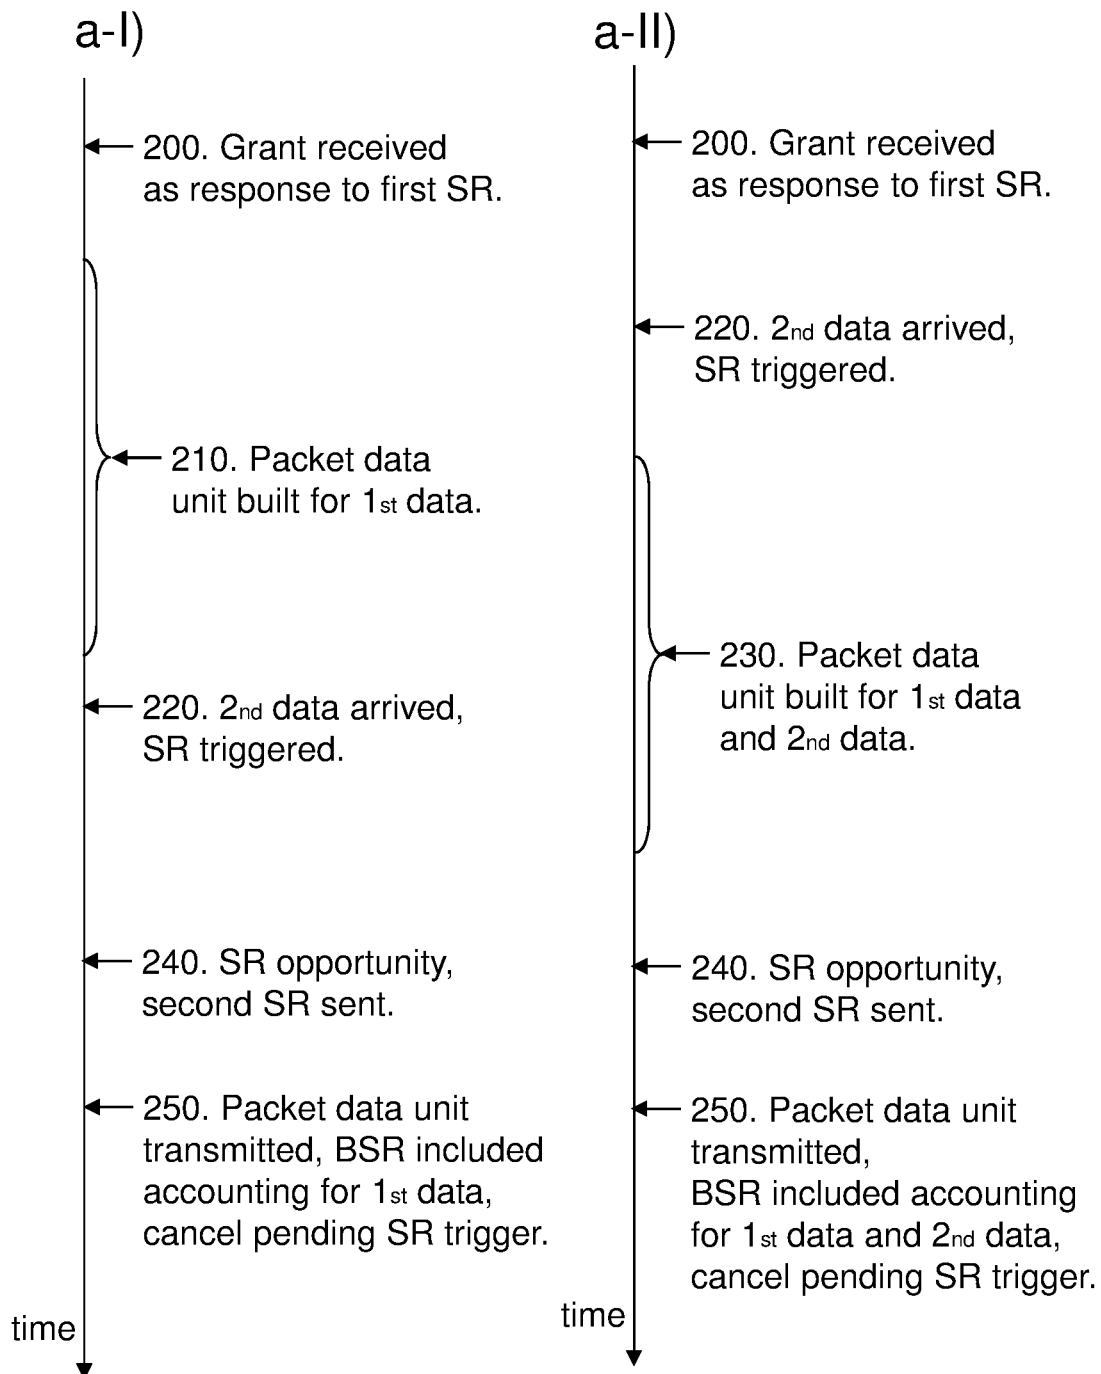 a-I)
200. Grant received
as response to first SR.
210. Packet data
unit built for 1st data.
220. 2nd data arrived,
SR triggered.
240. SR opportunity,
second SR sent.
250. Packet data unit
transmitted, BSR included
accounting for 1st data,
cancel pending SR trigger.
time
a-II)
200. Grant received
as response to first SR.
220. 2nd data arrived,
SR triggered.
230. Packet data
unit built for 1st data
and 2nd data.
240. SR opportunity,
second SR sent.
250. Packet data unit
transmitted,
BSR included accounting
for 1st data and 2nd data,
cancel pending SR trigger.
time